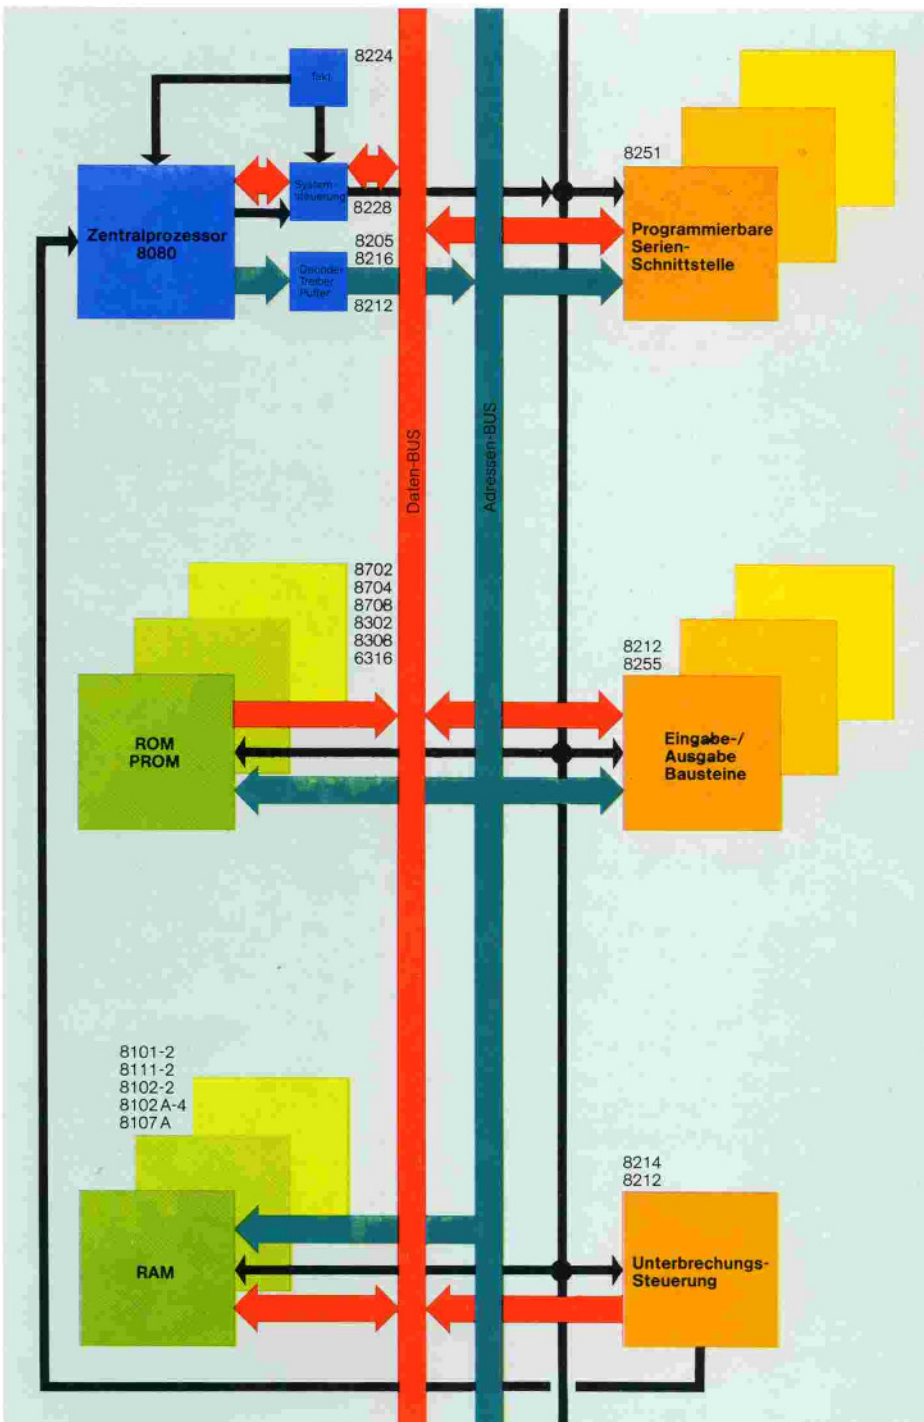 8224
Takt
8251
System-
steuerung
8228
Zentralprozessor
8080
8205
8216
Decoder
Treiber
Puffer
8212
Programmierbare
Serien-
Schnittstelle
Daten-BUS
Adressen-BUS
8702
8704
8708
8302
8308
6316
8212
8255
ROM
PROM
Eingabe-/
Ausgabe
Bausteine
8101-2
8111-2
8102-2
8102A-4
8107A
8214
8212
RAM
Unterbrechungs-
Steuerung